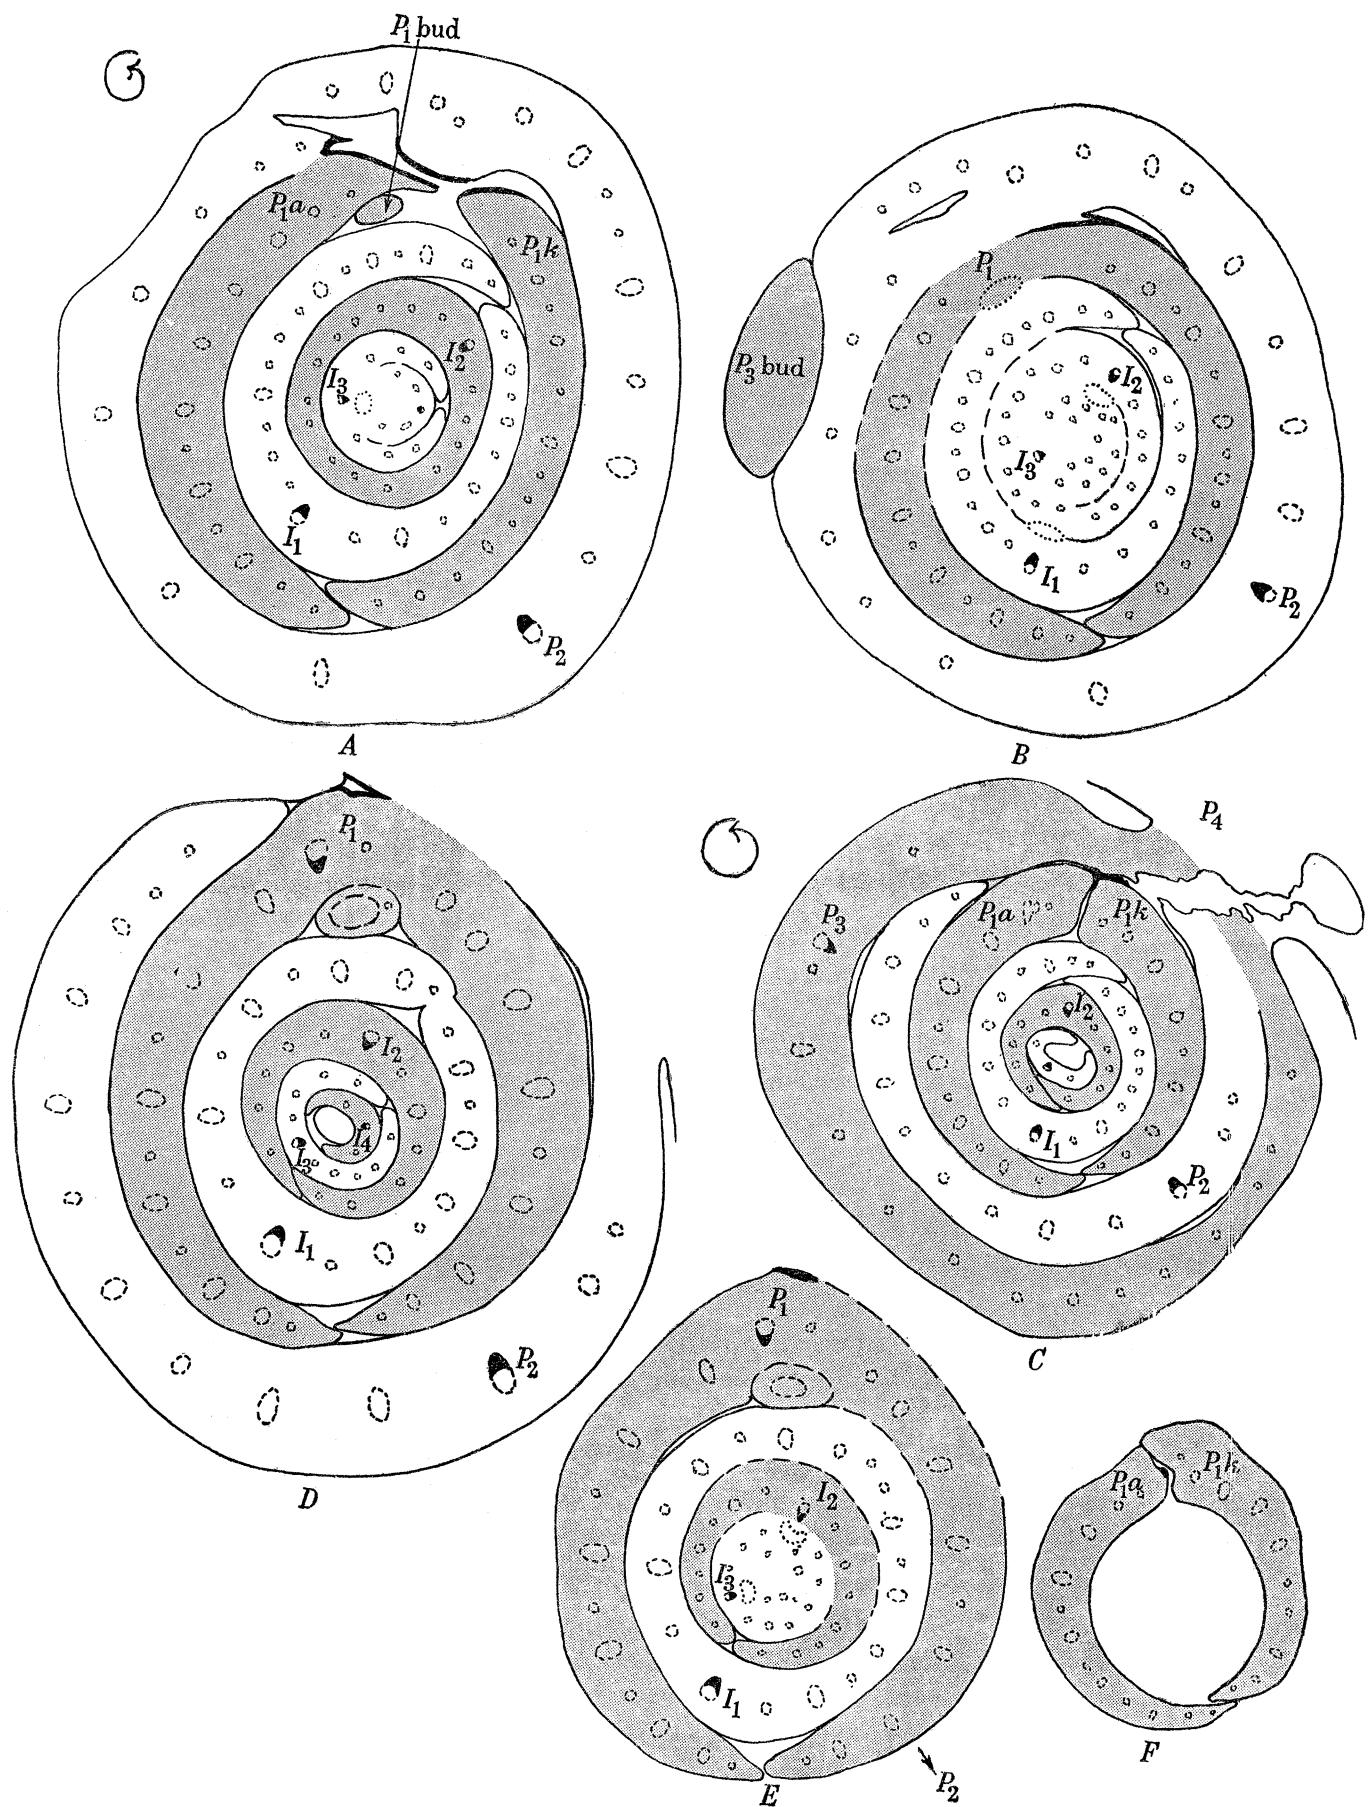 P₁ bud
P₁a
P₁k
I₂
I₃
I₁
P₂
A
P₁
P₃ bud
I₂
I₃
I₁
P₂
B
P₁
I₂
I₄
I₃
I₁
P₂
D
P₄
P₃
P₁a
P₁k
I₂
I₁
P₂
C
P₁
I₂
I₃
I₁
P₂
E
P₁a
P₁k
F